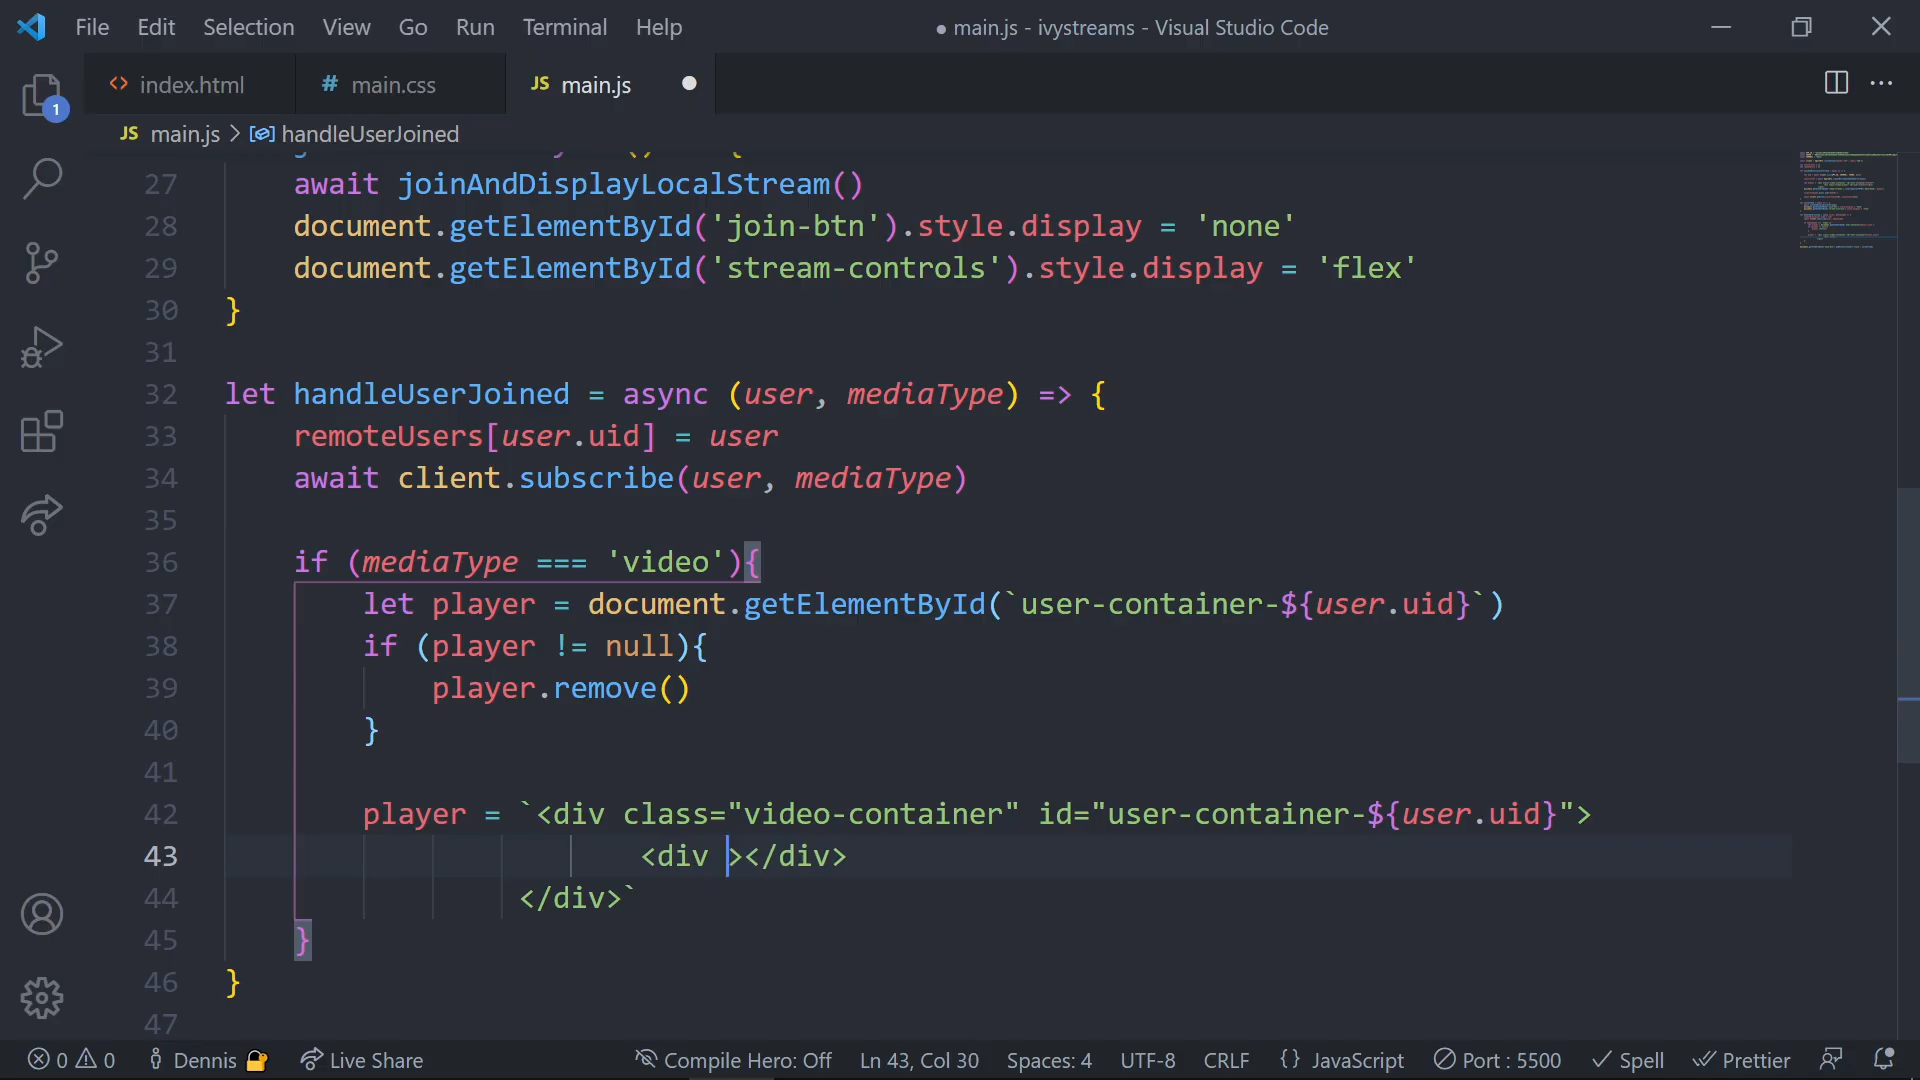 File Edit Selection View Go Run Terminal Help
● main.js - ivystreams - Visual Studio Code
<> index.html
# main.css
JS main.js ●
1
JS main.js > handleUserJoined
27 await joinAndDisplayLocalStream()
28 document.getElementById('join-btn').style.display = 'none'
29 document.getElementById('stream-controls').style.display = 'flex'
30 }
31
32 let handleUserJoined = async (user, mediaType) => {
33 remoteUsers[user.uid] = user
34 await client.subscribe(user, mediaType)
35
36 if (mediaType === 'video'){
37 let player = document.getElementById(`user-container-${user.uid}`)
38 if (player != null){
39 player.remove()
40 }
41
42 player = `<div class="video-container" id="user-container-${user.uid}">
43 <div ></div>
44 </div>`
45 }
46 }
47
0 0 Dennis Live Share Compile Hero: Off Ln 43, Col 30 Spaces: 4 UTF-8 CRLF {} JavaScript Port : 5500 Spell Prettier